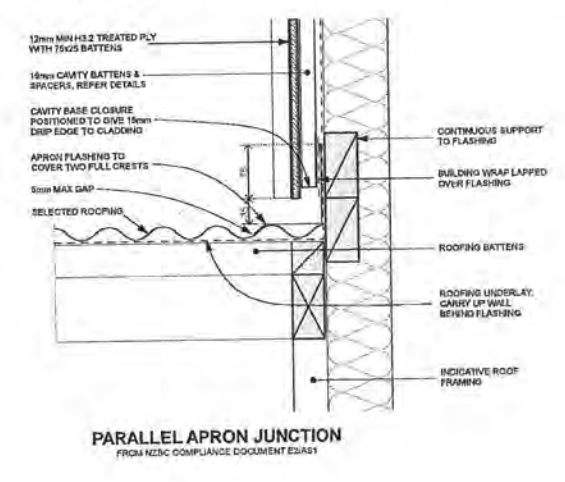 12mm MIN H3.2 TREATED PLY
WITH 75x25 BATTENS
CAVITY BATTENS &
SPACERS, REFER DETAILS
CAVITY BASE CLOSURE
POSITIONED TO GIVE 15mm
DRIP EDGE TO CLADDING
APRON FLASHING TO
COVER TWO FULL CRESTS
5mm MAX GAP
SELECTED ROOFING
75
35
CONTINUOUS SUPPORT
TO FLASHING
BUILDING WRAP LAPPED
OVER FLASHING
ROOFING BATTENS
ROOFING UNDERLAY,
CARRY UP WALL
BEHIND FLASHING
INDICATIVE ROOF
FRAMING
PARALLEL APRON JUNCTION
FROM NZBC COMPLIANCE DOCUMENT E2/AS1